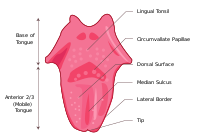 Lingual Tonsil
Base of
Tongue
Circumvallate Papillae
Dorsal Surface
Median Sulcus
Anterior 2/3
(Mobile)
Tongue
Lateral Border
Tip